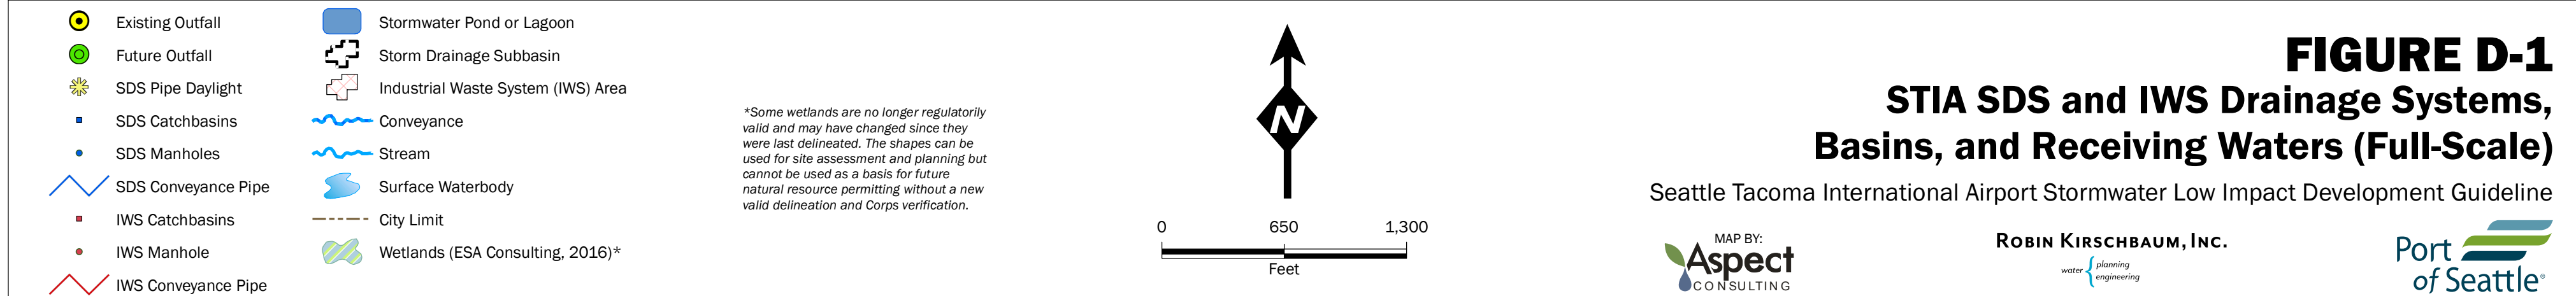 Existing Outfall
Future Outfall
SDS Pipe Daylight
SDS Catchbasins
SDS Manholes
SDS Conveyance Pipe
IWS Catchbasins
IWS Manhole
IWS Conveyance Pipe
Stormwater Pond or Lagoon
Storm Drainage Subbasin
Industrial Waste System (IWS) Area
Conveyance
Stream
Surface Waterbody
City Limit
Wetlands (ESA Consulting, 2016)*
*Some wetlands are no longer regulatorily
valid and may have changed since they
were last delineated. The shapes can be
used for site assessment and planning but
cannot be used as a basis for future
natural resource permitting without a new
valid delineation and Corps verification.
N
0 650 1,300
Feet
FIGURE D-1
STIA SDS and IWS Drainage Systems,
Basins, and Receiving Waters (Full-Scale)
Seattle Tacoma International Airport Stormwater Low Impact Development Guideline
MAP BY:
Aspect
CONSULTING
ROBIN KIRSCHBAUM, INC.
water { planning
engineering
Port
of Seattle®